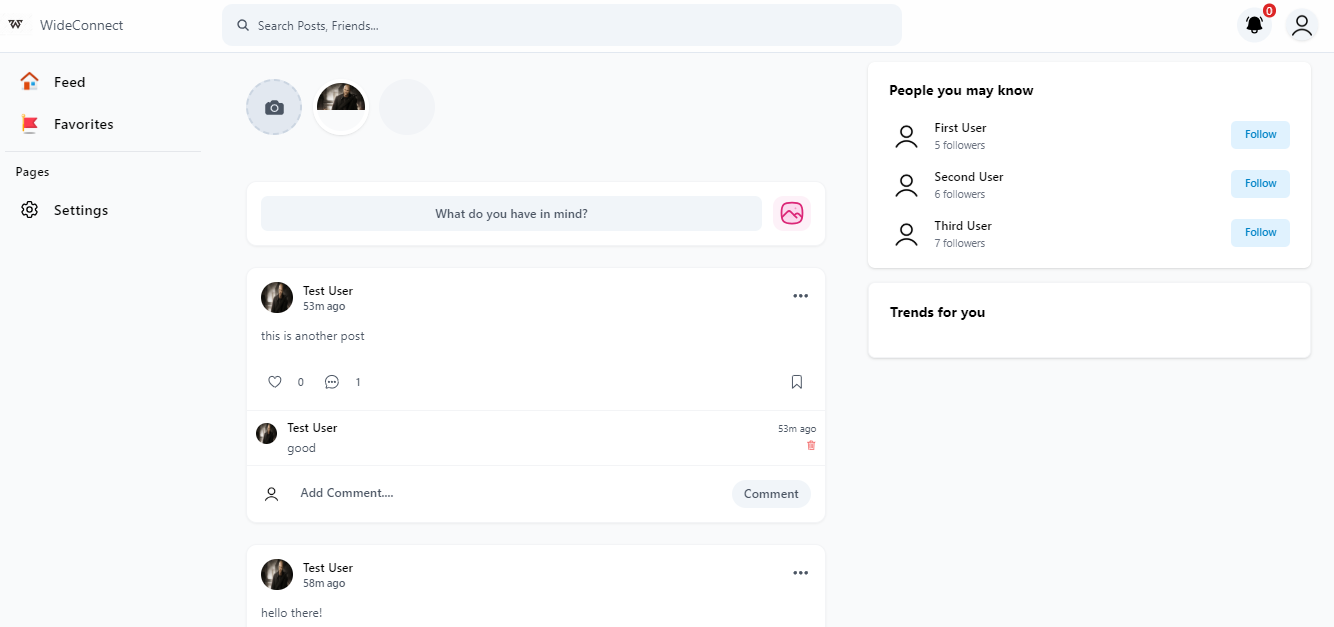 W WideConnect
Search Posts, Friends...
0
Feed
Favorites
Pages
Settings
What do you have in mind?
Test User
53m ago
this is another post
0 1
Test User
53m ago
good
Add Comment....
Comment
Test User
58m ago
hello there!
People you may know
First User
5 followers
Follow
Second User
6 followers
Follow
Third User
7 followers
Follow
Trends for you